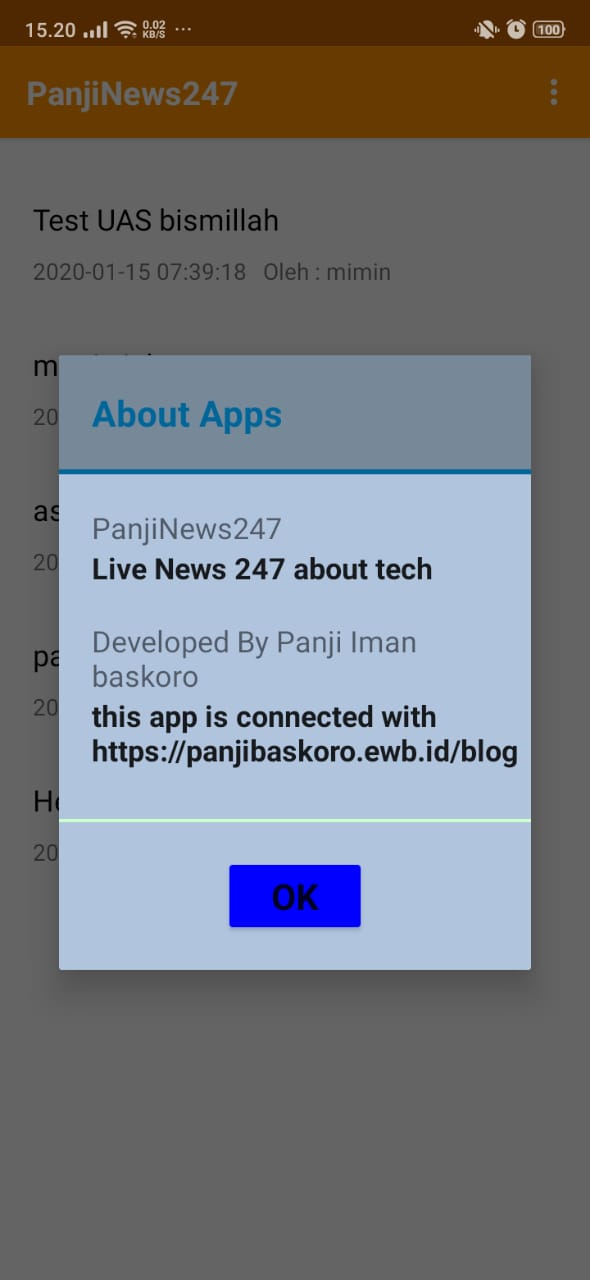 15.20 0.02 KB/S ... 100
PanjiNews247
Test UAS bismillah
2020-01-15 07:39:18 Oleh : mimin
About Apps
PanjiNews247
Live News 247 about tech
Developed By Panji Iman
baskoro
this app is connected with
https://panjibaskoro.ewb.id/blog
OK